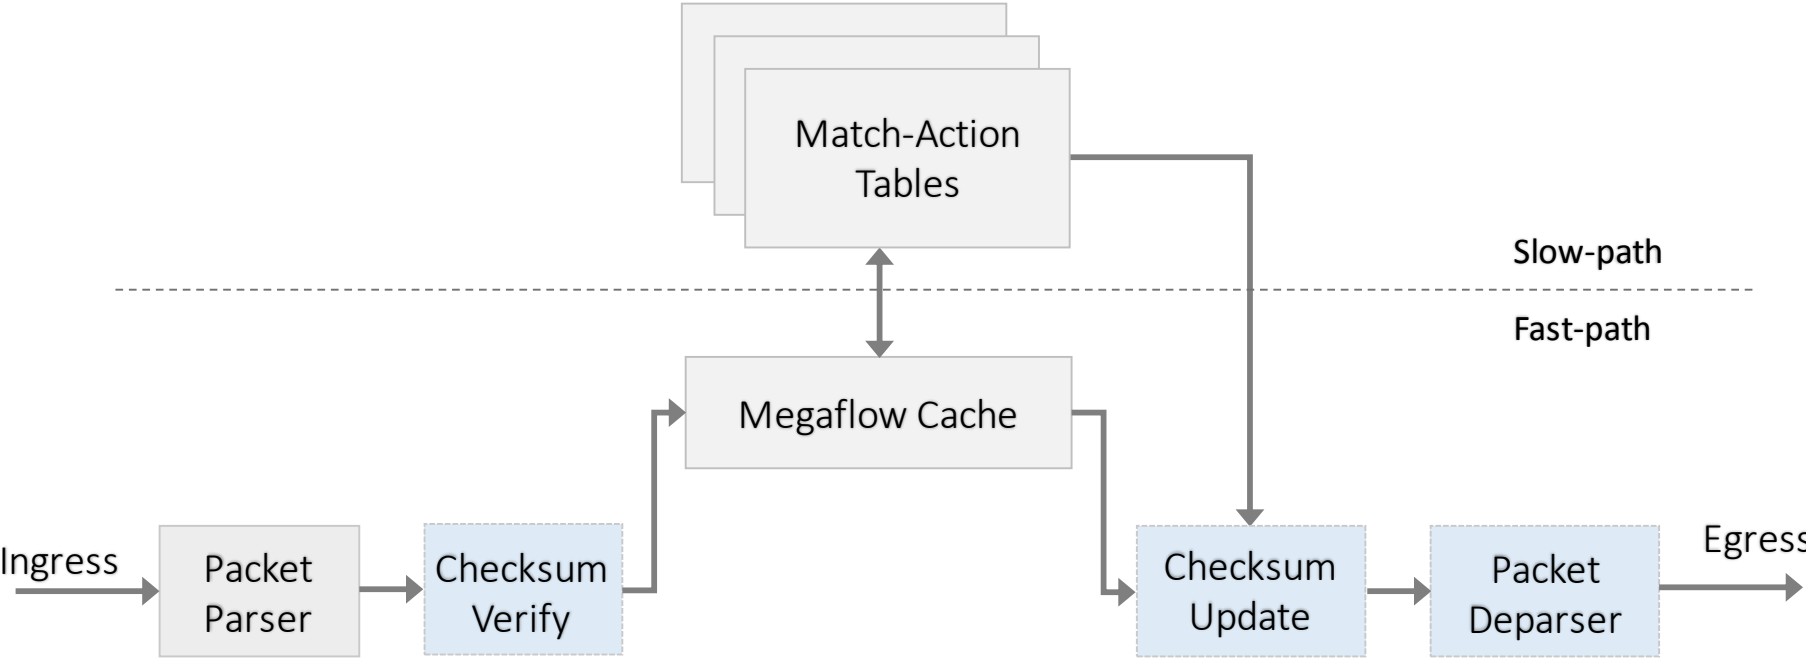 Match-Action
Tables
Slow-path
Fast-path
Megaflow Cache
Ingress
Packet
Parser
Checksum
Verify
Checksum
Update
Packet
Deparser
Egress